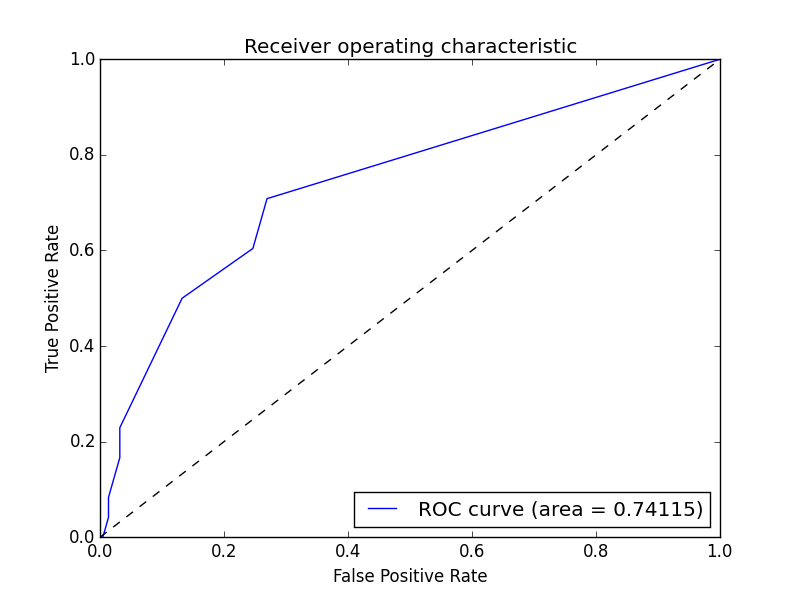 Receiver operating characteristic
1.0
0.8
0.6
0.4
0.2
0.0
True Positive Rate
ROC curve (area = 0.74115)
0.0 0.2 0.4 0.6 0.8 1.0
False Positive Rate